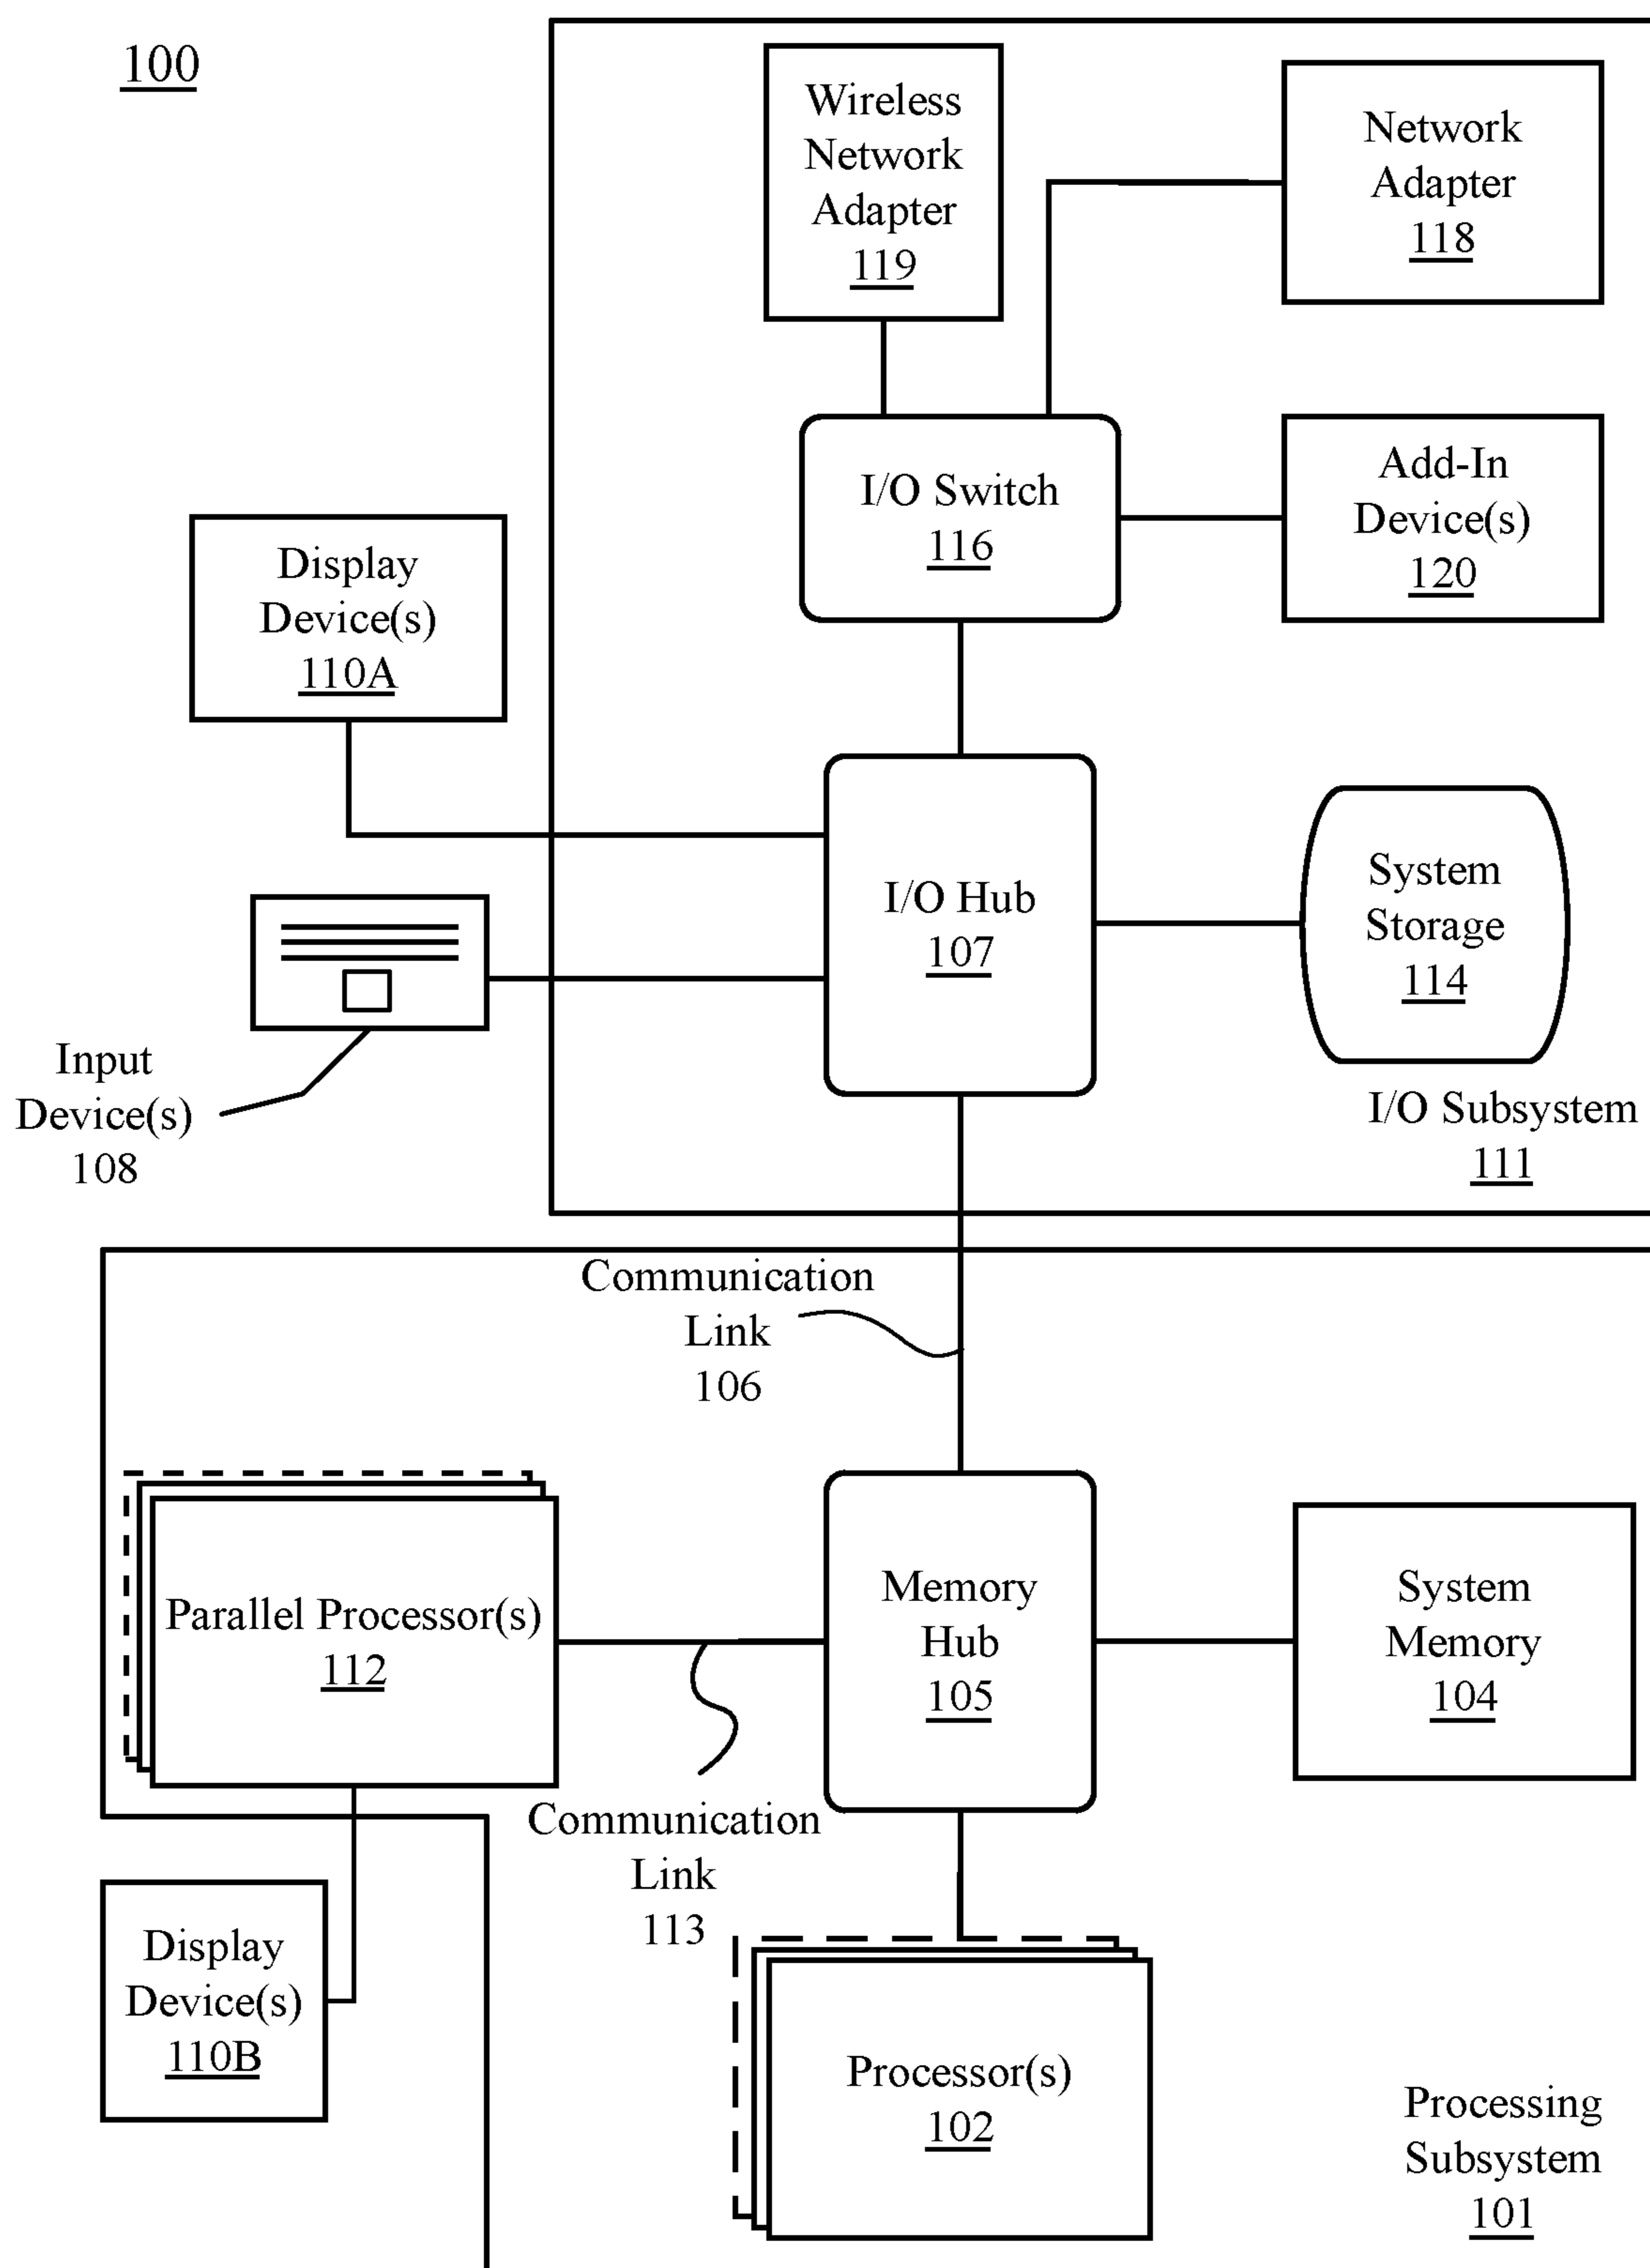 100
Wireless
Network
Adapter
119
Network
Adapter
118
I/O Switch
116
Add-In
Device(s)
120
Display
Device(s)
110A
I/O Hub
107
System
Storage
114
Input
Device(s)
108
I/O Subsystem
111
Communication
Link
106
Parallel Processor(s)
112
Memory
Hub
105
System
Memory
104
Communication
Link
113
Display
Device(s)
110B
Processor(s)
102
Processing
Subsystem
101